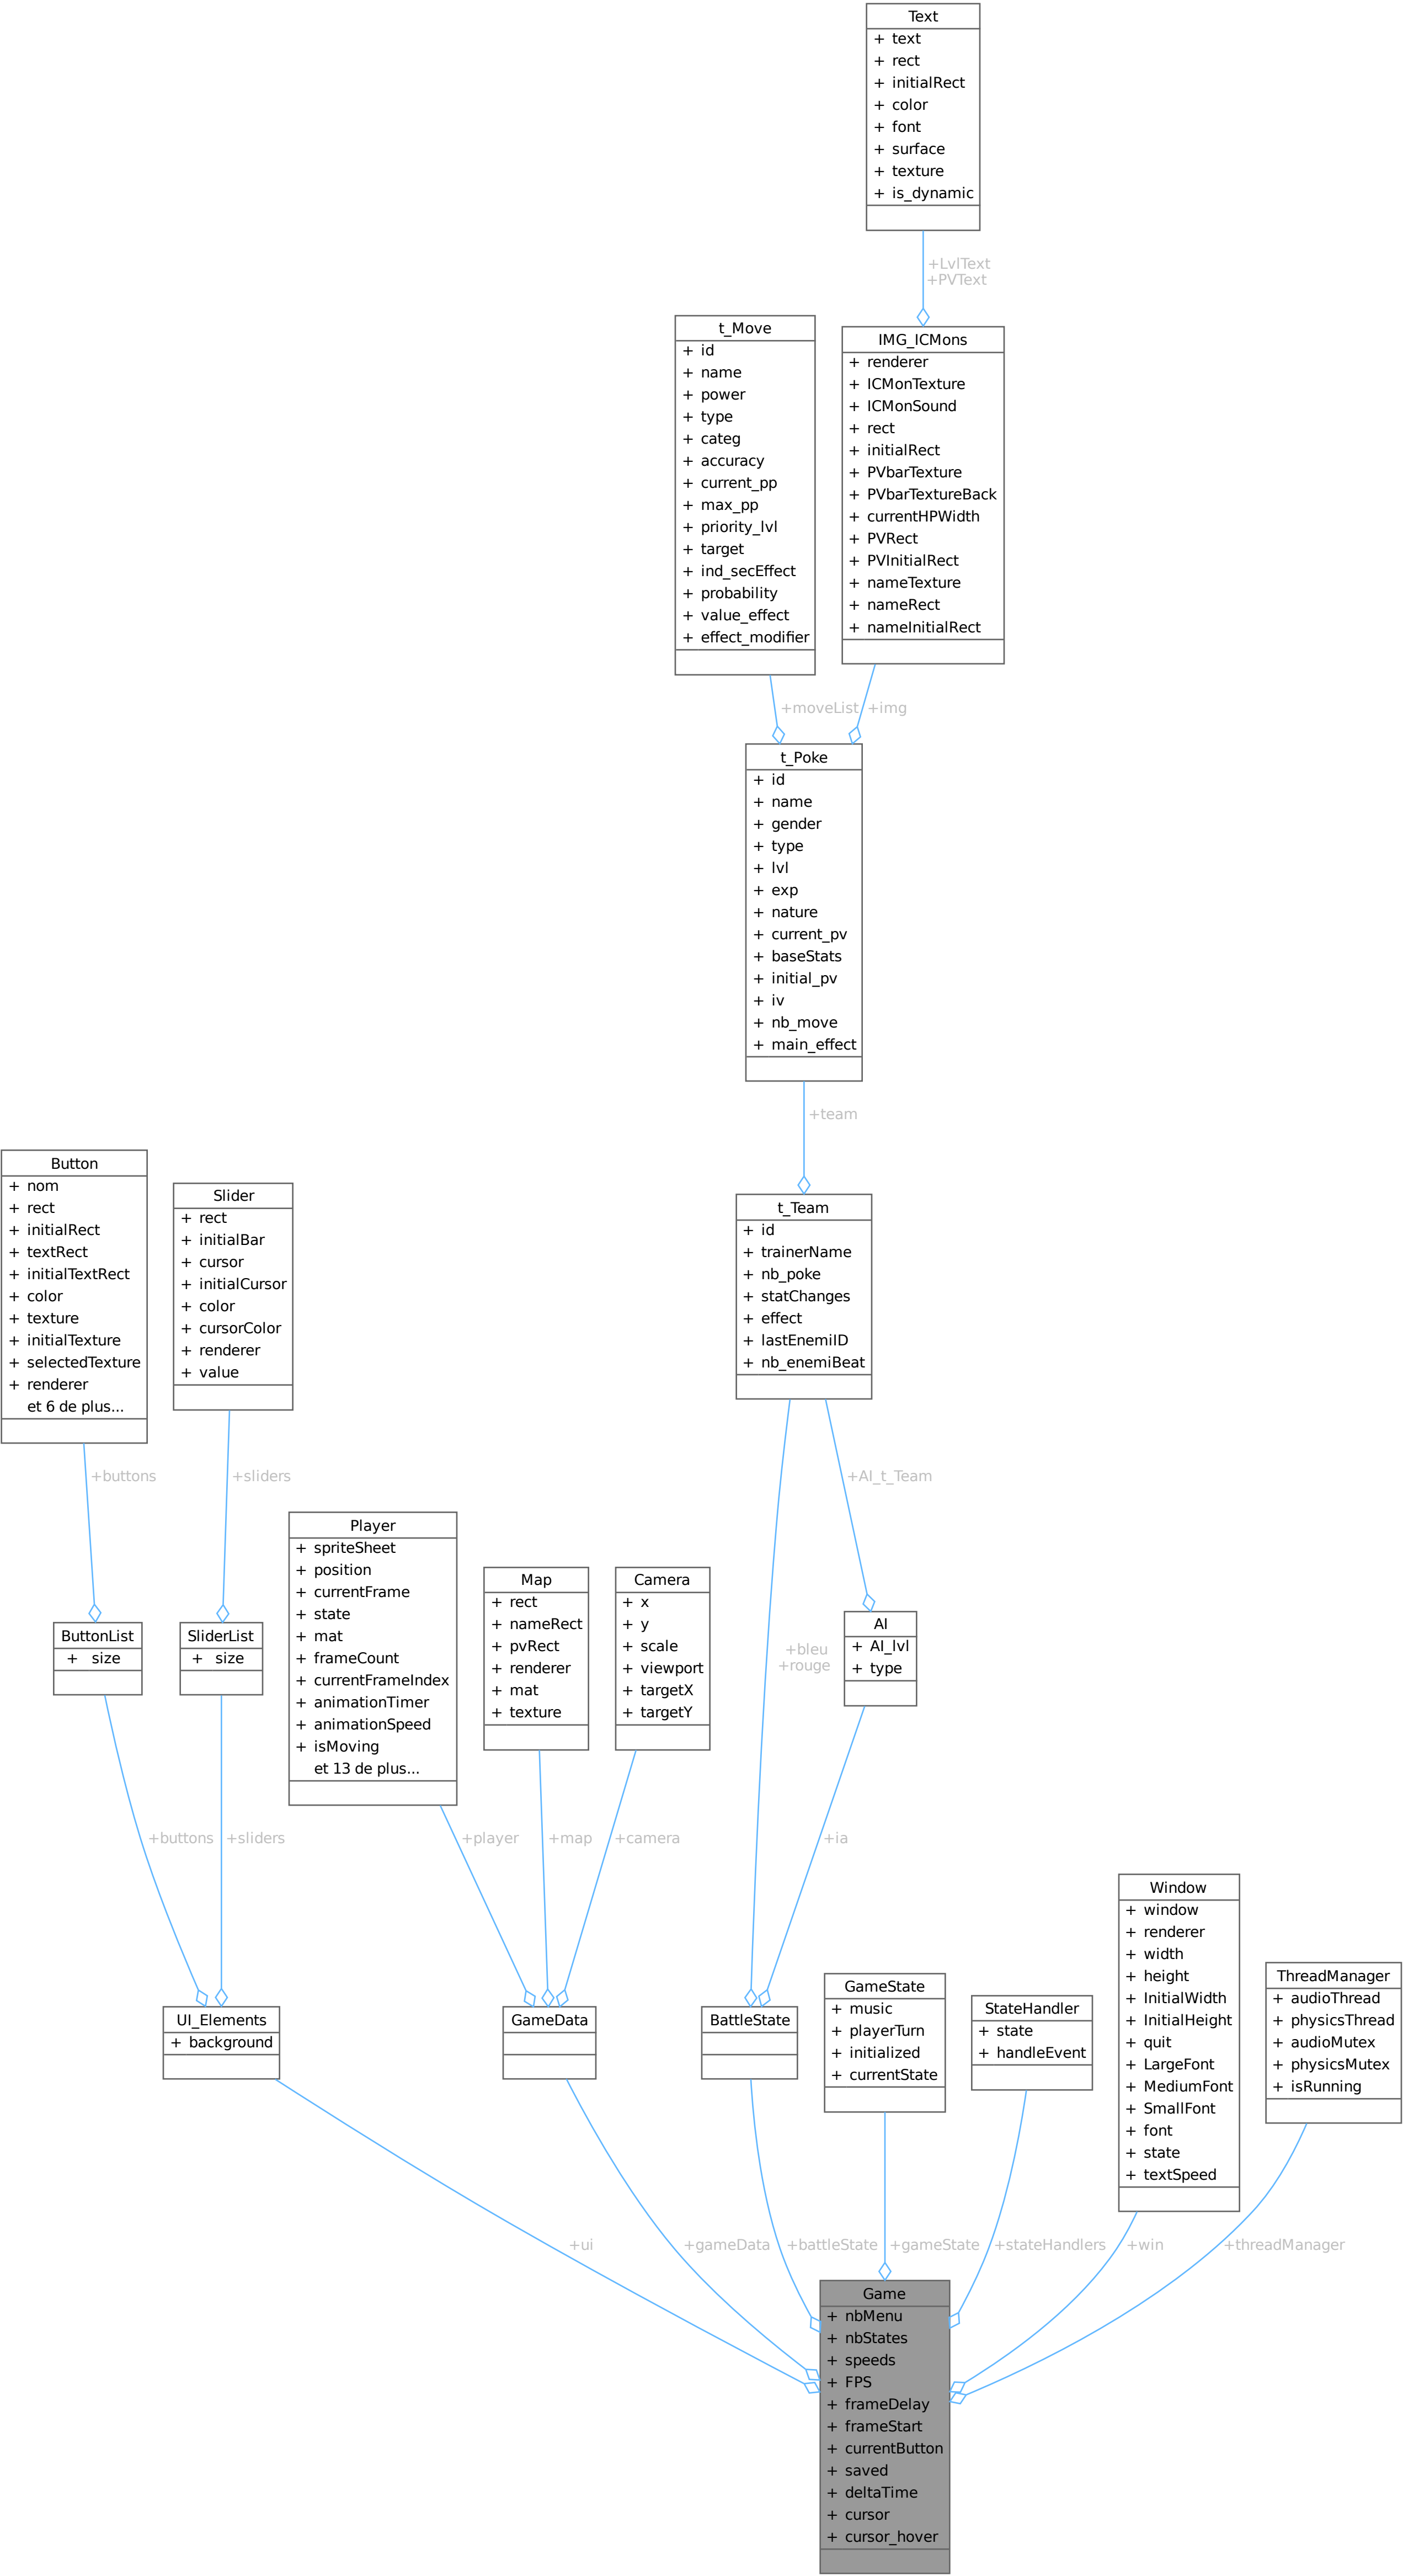 Text
+ text
+ rect
+ initialRect
+ color
+ font
+ surface
+ texture
+ is_dynamic
+LvlText
+PVText
t_Move
+ id
+ name
+ power
+ type
+ categ
+ accuracy
+ current_pp
+ max_pp
+ priority_lvl
+ target
+ ind_secEffect
+ probability
+ value_effect
+ effect_modifier
IMG_ICMons
+ renderer
+ ICMonTexture
+ ICMonSound
+ rect
+ initialRect
+ PVbarTexture
+ PVbarTextureBack
+ currentHPWidth
+ PVRect
+ PVInitialRect
+ nameTexture
+ nameRect
+ nameInitialRect
+moveList
+img
t_Poke
+ id
+ name
+ gender
+ type
+ lvl
+ exp
+ nature
+ current_pv
+ baseStats
+ initial_pv
+ iv
+ nb_move
+ main_effect
+team
Button
+ nom
+ rect
+ initialRect
+ textRect
+ initialTextRect
+ color
+ texture
+ initialTexture
+ selectedTexture
+ renderer
et 6 de plus...
Slider
+ rect
+ initialBar
+ cursor
+ initialCursor
+ color
+ cursorColor
+ renderer
+ value
t_Team
+ id
+ trainerName
+ nb_poke
+ statChanges
+ effect
+ lastEnemiID
+ nb_enemiBeat
+buttons
+sliders
+AI_t_Team
Player
+ spriteSheet
+ position
+ currentFrame
+ state
+ mat
+ frameCount
+ currentFrameIndex
+ animationTimer
+ animationSpeed
+ isMoving
et 13 de plus...
Map
+ rect
+ nameRect
+ pvRect
+ renderer
+ mat
+ texture
Camera
+ x
+ y
+ scale
+ viewport
+ targetX
+ targetY
ButtonList
+ size
SliderList
+ size
+bleu
+rouge
AI
+ AI_lvl
+ type
+buttons
+sliders
+player
+map
+camera
+ia
UI_Elements
+ background
GameData
BattleState
GameState
+ music
+ playerTurn
+ initialized
+ currentState
StateHandler
+ state
+ handleEvent
Window
+ window
+ renderer
+ width
+ height
+ InitialWidth
+ InitialHeight
+ quit
+ LargeFont
+ MediumFont
+ SmallFont
+ font
+ state
+ textSpeed
ThreadManager
+ audioThread
+ physicsThread
+ audioMutex
+ physicsMutex
+ isRunning
+ui
+gameData
+battleState
+gameState
+stateHandlers
+win
+threadManager
Game
+ nbMenu
+ nbStates
+ speeds
+ FPS
+ frameDelay
+ frameStart
+ currentButton
+ saved
+ deltaTime
+ cursor
+ cursor_hover